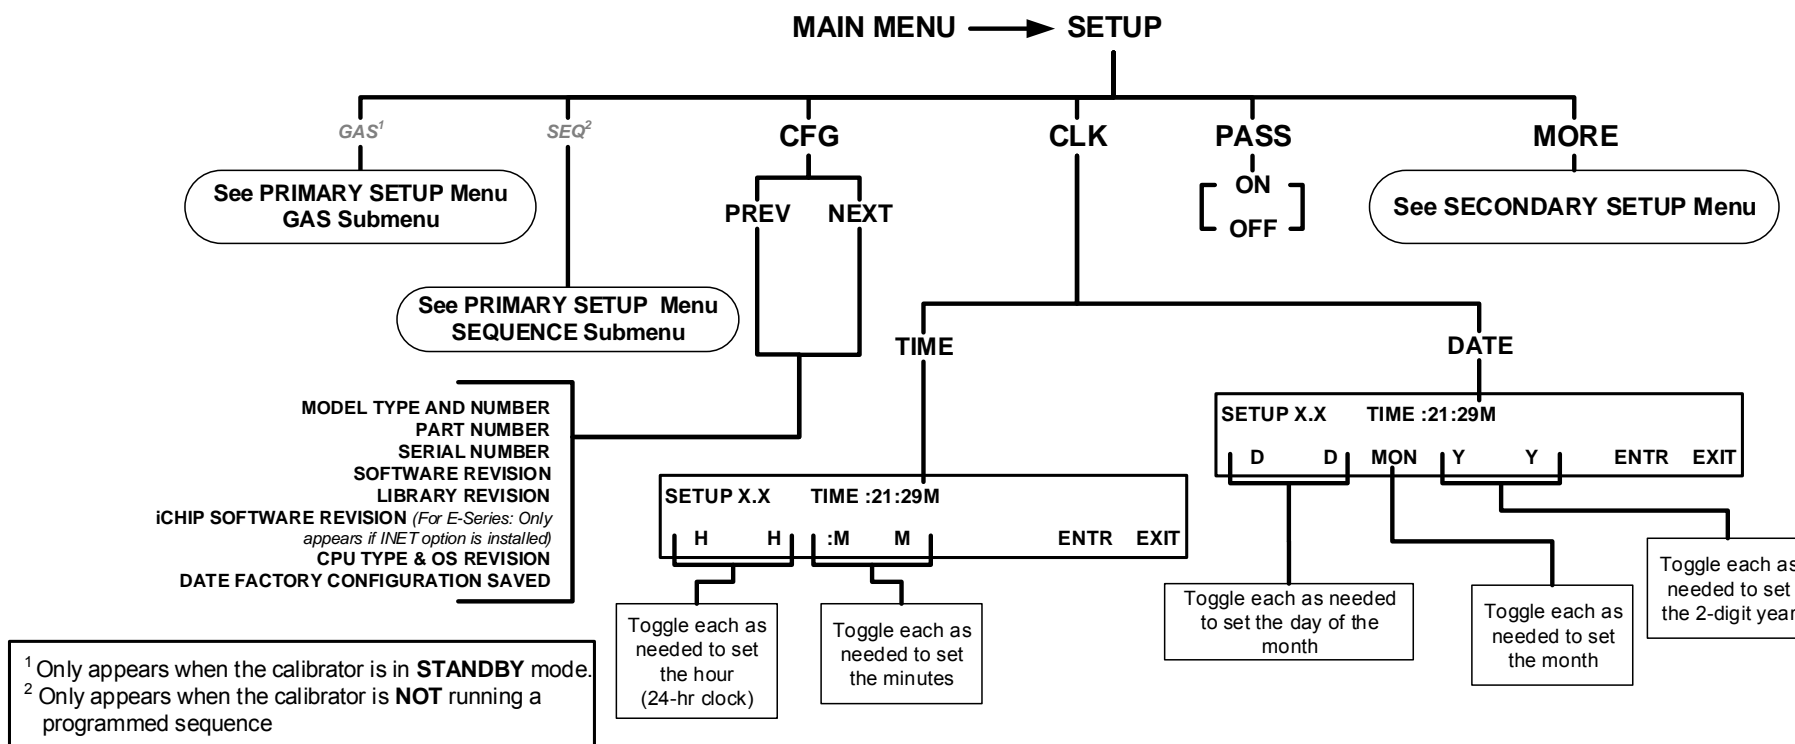 MAIN MENU SETUP
GAS1
SEQ2
CFG
CLK
PASS
MORE
See PRIMARY SETUP Menu
GAS Submenu
PREV NEXT
ON
OFF
See SECONDARY SETUP Menu
See PRIMARY SETUP Menu
SEQUENCE Submenu
TIME
DATE
MODEL TYPE AND NUMBER
PART NUMBER
SERIAL NUMBER
SOFTWARE REVISION
LIBRARY REVISION
iCHIP SOFTWARE REVISION (For E-Series: Only
appears if INET option is installed)
CPU TYPE & OS REVISION
DATE FACTORY CONFIGURATION SAVED
SETUP X.X TIME :21:29M
H H :M M ENTR EXIT
SETUP X.X TIME :21:29M
D D MON Y Y ENTR EXIT
Toggle each as
needed to set
the hour
(24-hr clock)
Toggle each as
needed to set
the minutes
Toggle each as needed
to set the day of the
month
Toggle each as
needed to set
the month
Toggle each as
needed to set
the 2-digit year
1 Only appears when the calibrator is in STANDBY mode.
2 Only appears when the calibrator is NOT running a
programmed sequence